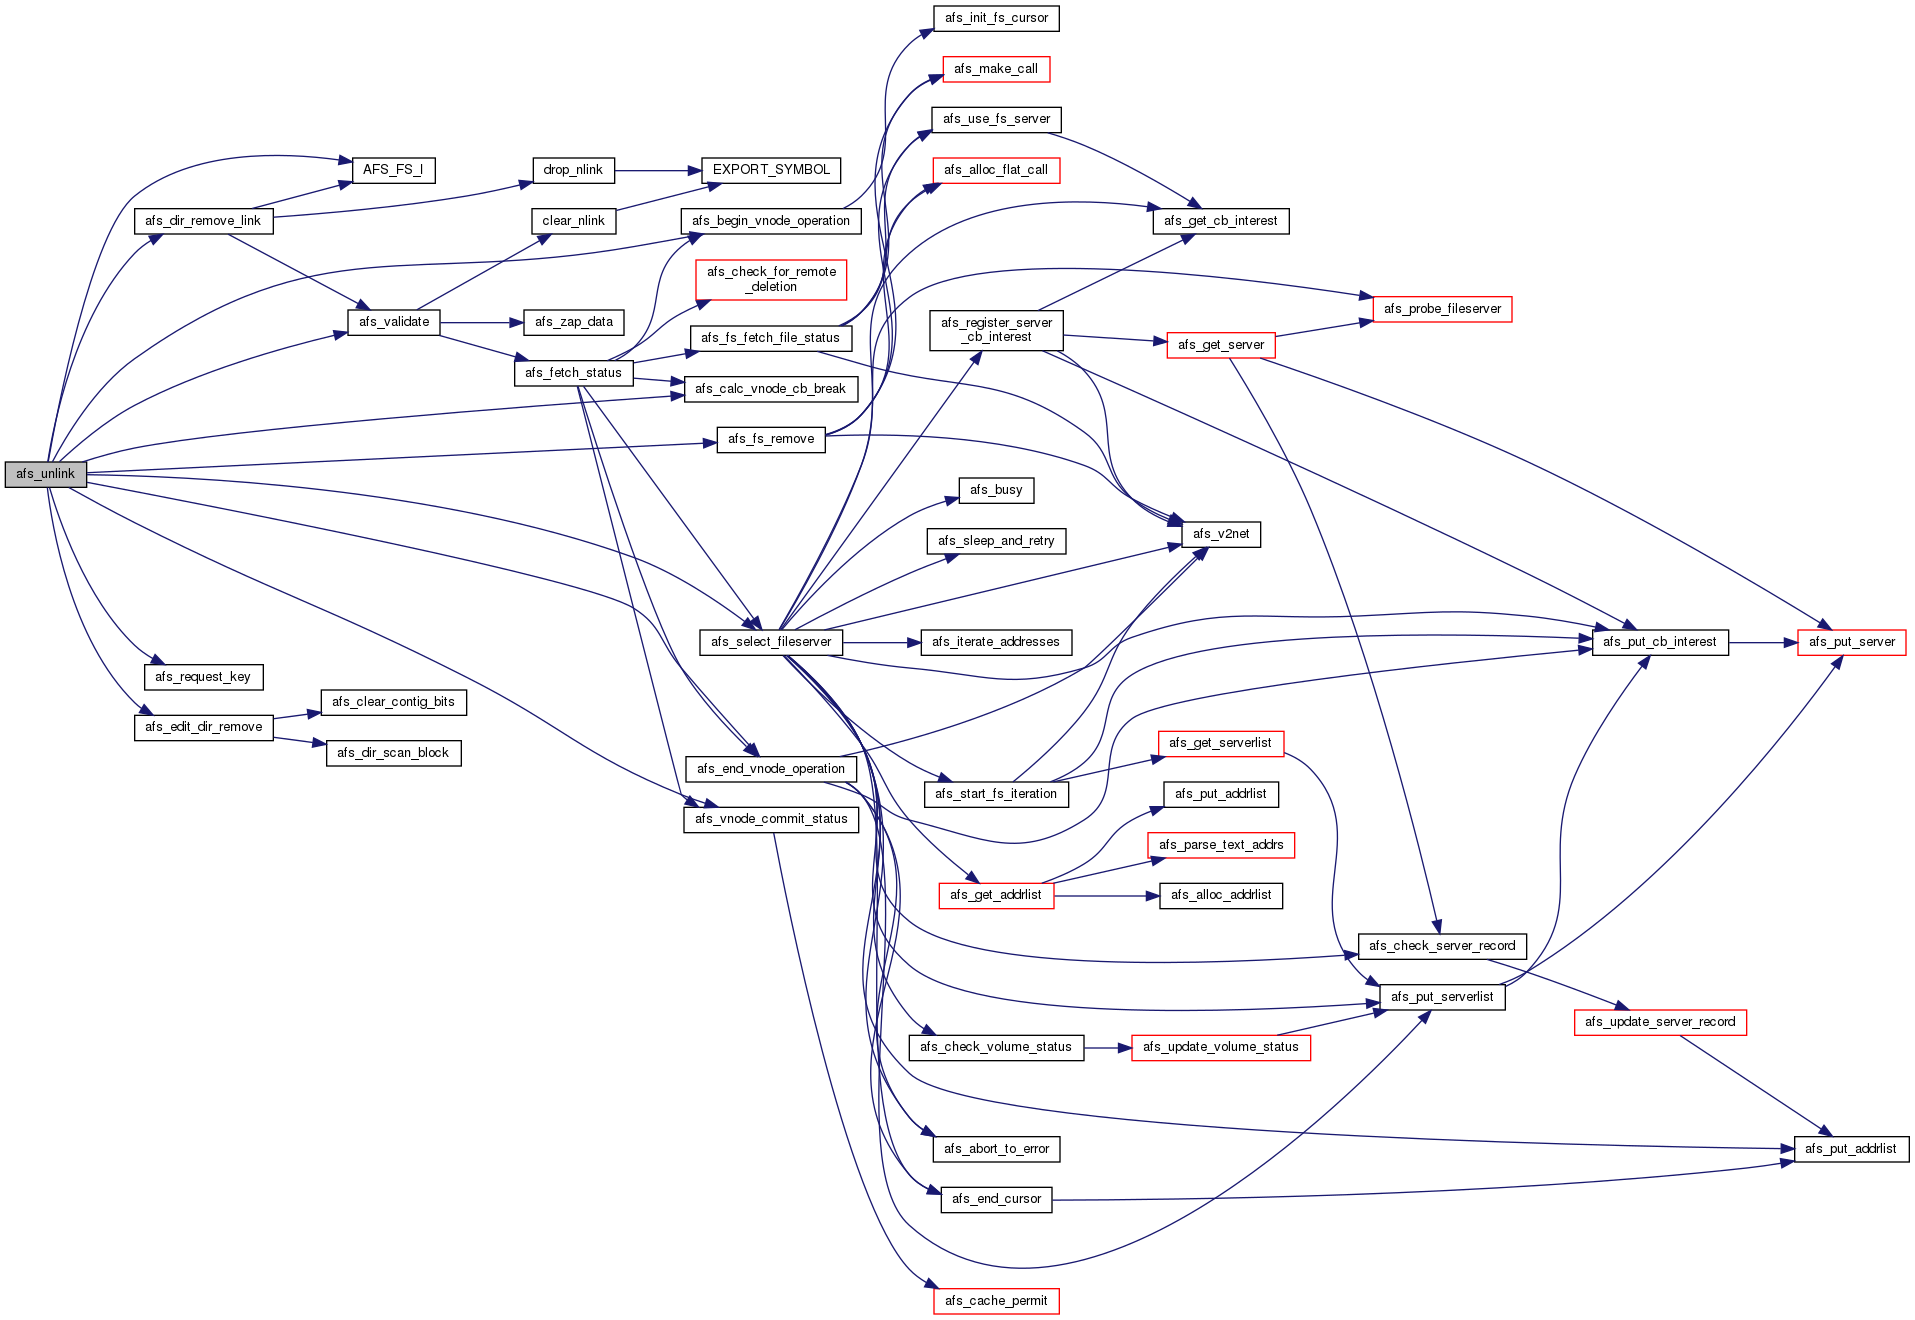 afs_init_fs_cursor
afs_make_call
afs_use_fs_server
AFS_FS_I
drop_nlink
EXPORT_SYMBOL
afs_alloc_flat_call
afs_dir_remove_link
clear_nlink
afs_begin_vnode_operation
afs_get_cb_interest
afs_check_for_remote
_deletion
afs_probe_fileserver
afs_validate
afs_zap_data
afs_fs_fetch_file_status
afs_register_server
_cb_interest
afs_get_server
afs_fetch_status
afs_calc_vnode_cb_break
afs_fs_remove
afs_unlink
afs_busy
afs_sleep_and_retry
afs_v2net
afs_select_fileserver
afs_iterate_addresses
afs_put_cb_interest
afs_put_server
afs_request_key
afs_clear_contig_bits
afs_edit_dir_remove
afs_dir_scan_block
afs_get_serverlist
afs_end_vnode_operation
afs_start_fs_iteration
afs_put_addrlist
afs_vnode_commit_status
afs_parse_text_addrs
afs_get_addrlist
afs_alloc_addrlist
afs_check_server_record
afs_put_serverlist
afs_update_server_record
afs_check_volume_status
afs_update_volume_status
afs_abort_to_error
afs_put_addrlist
afs_end_cursor
afs_cache_permit